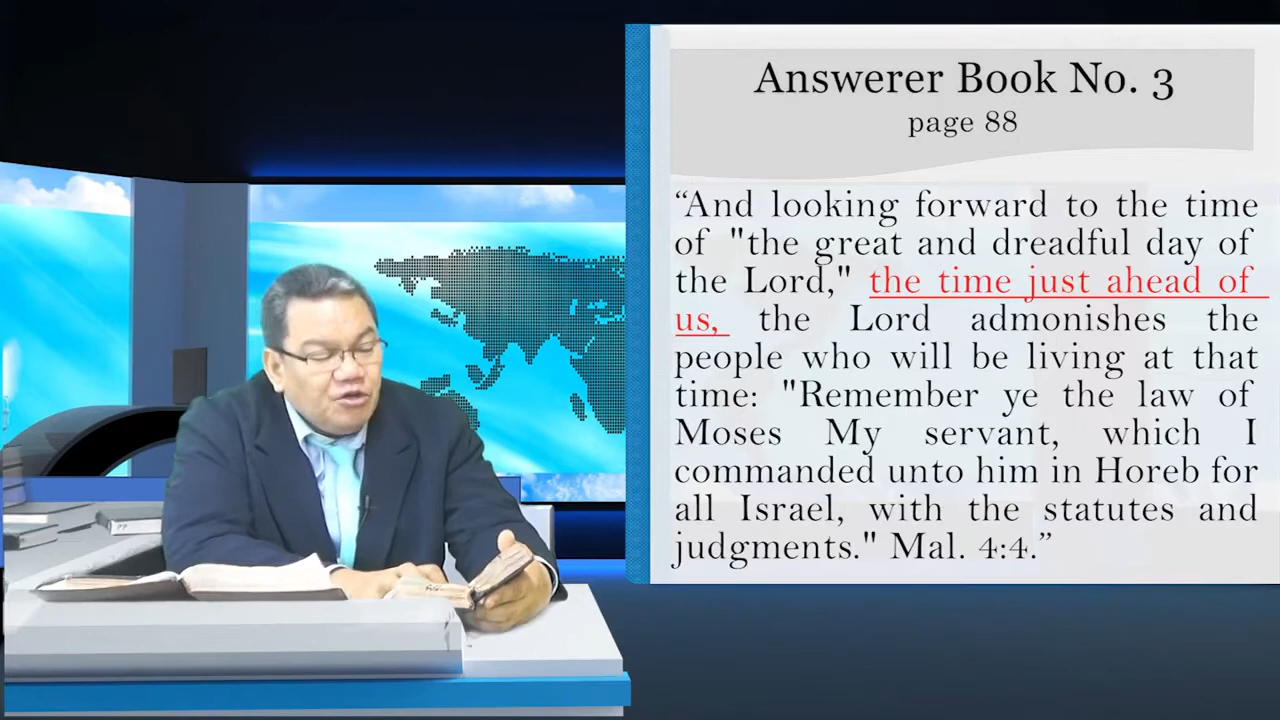 Answerer Book No. 3
page 88
“And looking forward to the time
of "the great and dreadful day of
the Lord," the time just ahead of
us, the Lord admonishes the
people who will be living at that
time: "Remember ye the law of
Moses My servant, which I
commanded unto him in Horeb for
all Israel, with the statutes and
judgments." Mal. 4:4.”